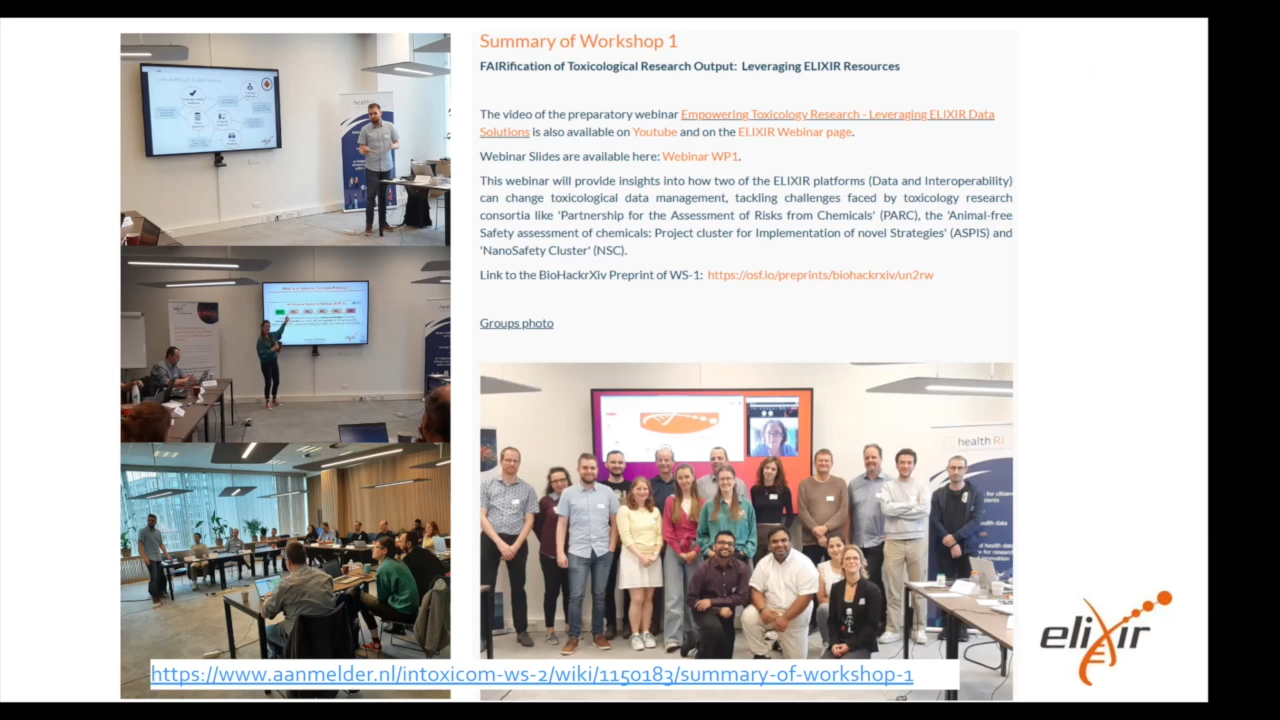 Summary of Workshop 1
FAIRification of Toxicological Research Output: Leveraging ELIXIR Resources
The video of the preparatory webinar Empowering Toxicology Research - Leveraging ELIXIR Data
Solutions is also available on Youtube and on the ELIXIR Webinar page.
Webinar Slides are available here: Webinar WP1.
This webinar will provide insights into how two of the ELIXIR platforms (Data and Interoperability)
can change toxicological data management, tackling challenges faced by toxicology research
consortia like 'Partnership for the Assessment of Risks from Chemicals' (PARC), the 'Animal-free
Safety assessment of chemicals: Project cluster for Implementation of novel Strategies' (ASPIS) and
'NanoSafety Cluster' (NSC).
Link to the BioHackrXiv Preprint of WS-1: https://osf.io/preprints/biohackrxiv/un2rw
Groups photo
health RI
elixir
https://www.aanmelder.nl/intoxicom-ws-2/wiki/1150183/summary-of-workshop-1